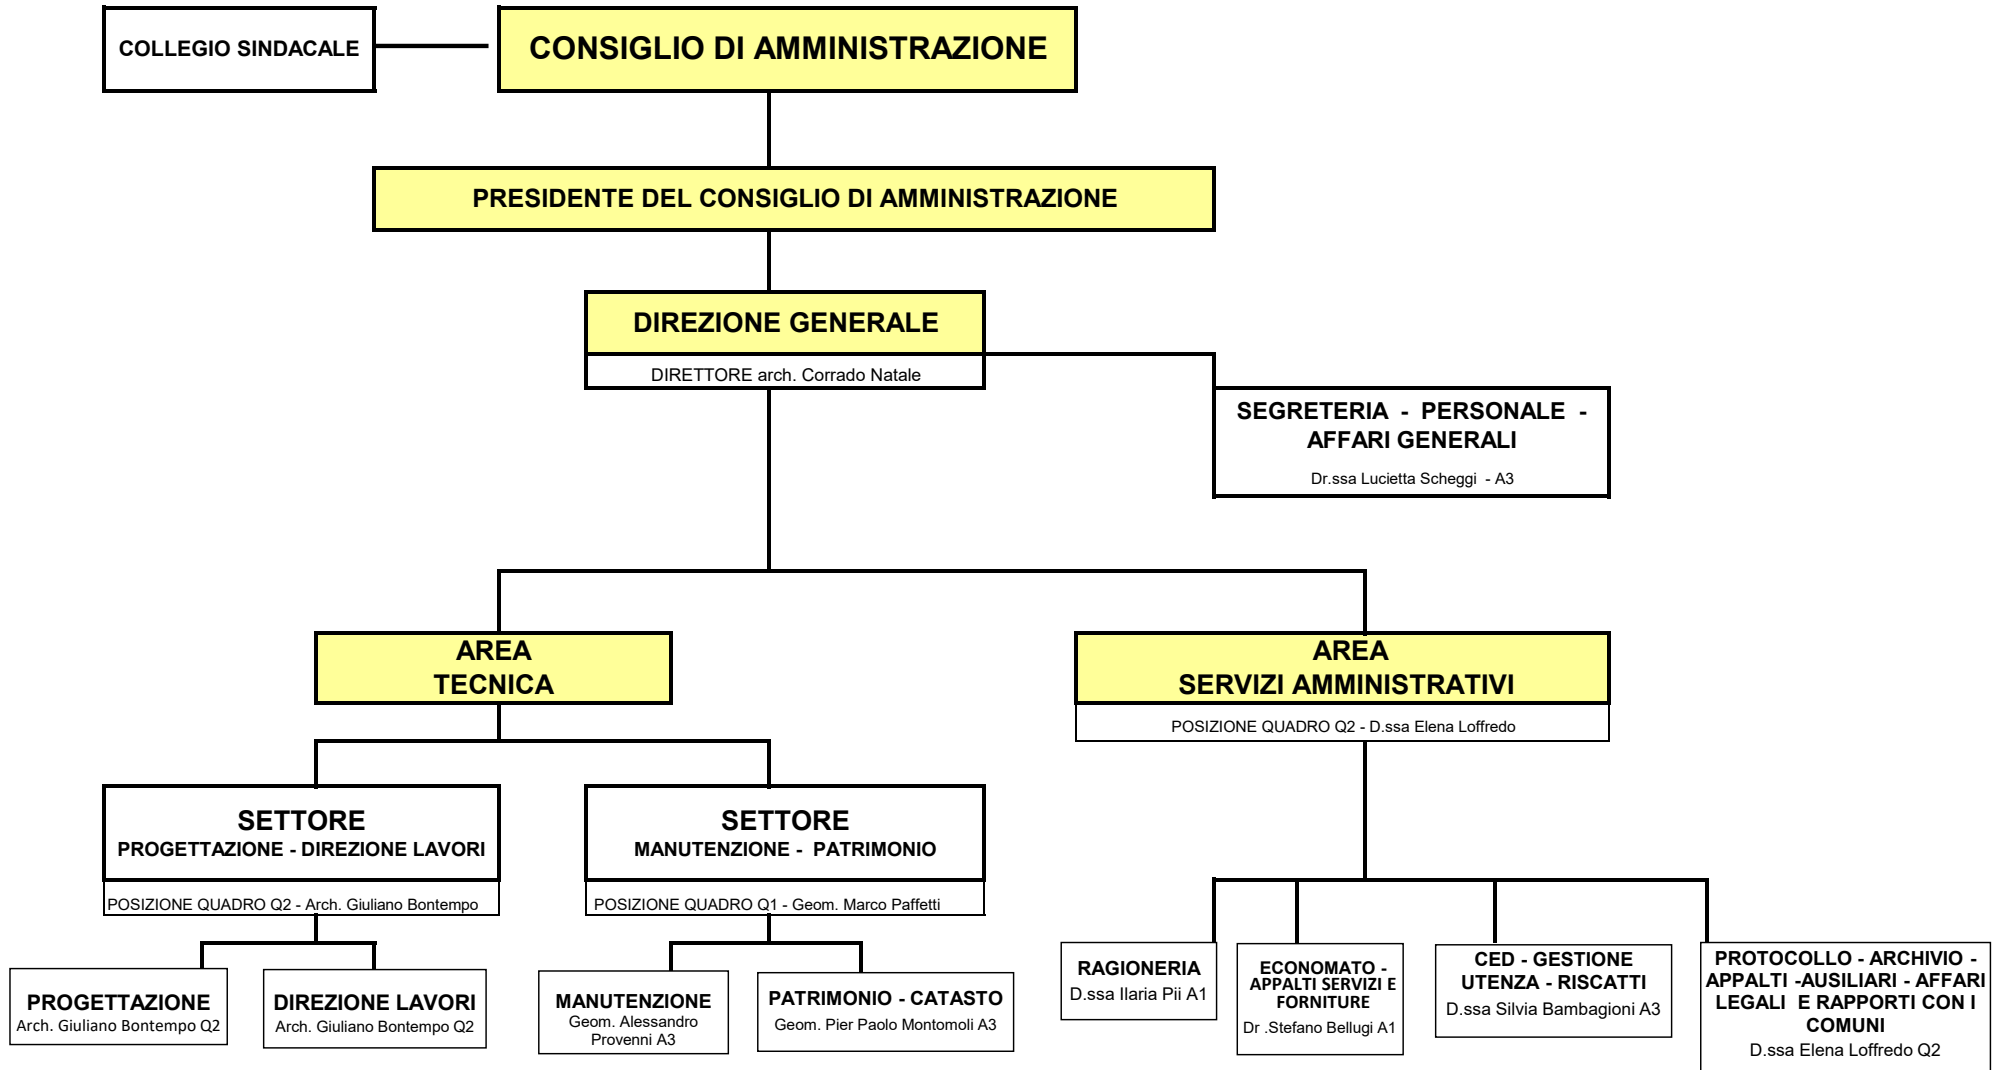 COLLEGIO SINDACALE
CONSIGLIO DI AMMINISTRAZIONE
PRESIDENTE DEL CONSIGLIO DI AMMINISTRAZIONE
DIREZIONE GENERALE
DIRETTORE arch. Corrado Natale
SEGRETERIA - PERSONALE -
AFFARI GENERALI
Dr.ssa Lucietta Scheggi - A3
AREA
TECNICA
AREA
SERVIZI AMMINISTRATIVI
POSIZIONE QUADRO Q2 - D.ssa Elena Loffredo
SETTORE
PROGETTAZIONE - DIREZIONE LAVORI
POSIZIONE QUADRO Q2 - Arch. Giuliano Bontempo
SETTORE
MANUTENZIONE - PATRIMONIO
POSIZIONE QUADRO Q1 - Geom. Marco Paffetti
PROGETTAZIONE
Arch. Giuliano Bontempo Q2
DIREZIONE LAVORI
Arch. Giuliano Bontempo Q2
MANUTENZIONE
Geom. Alessandro
Provenni A3
PATRIMONIO - CATASTO
Geom. Pier Paolo Montomoli A3
RAGIONERIA
D.ssa Ilaria Pii A1
ECONOMATO -
APPALTI SERVIZI E
FORNITURE
Dr .Stefano Bellugi A1
CED - GESTIONE
UTENZA - RISCATTI
D.ssa Silvia Bambagioni A3
PROTOCOLLO - ARCHIVIO -
APPALTI -AUSILIARI - AFFARI
LEGALI E RAPPORTI CON I
COMUNI
D.ssa Elena Loffredo Q2